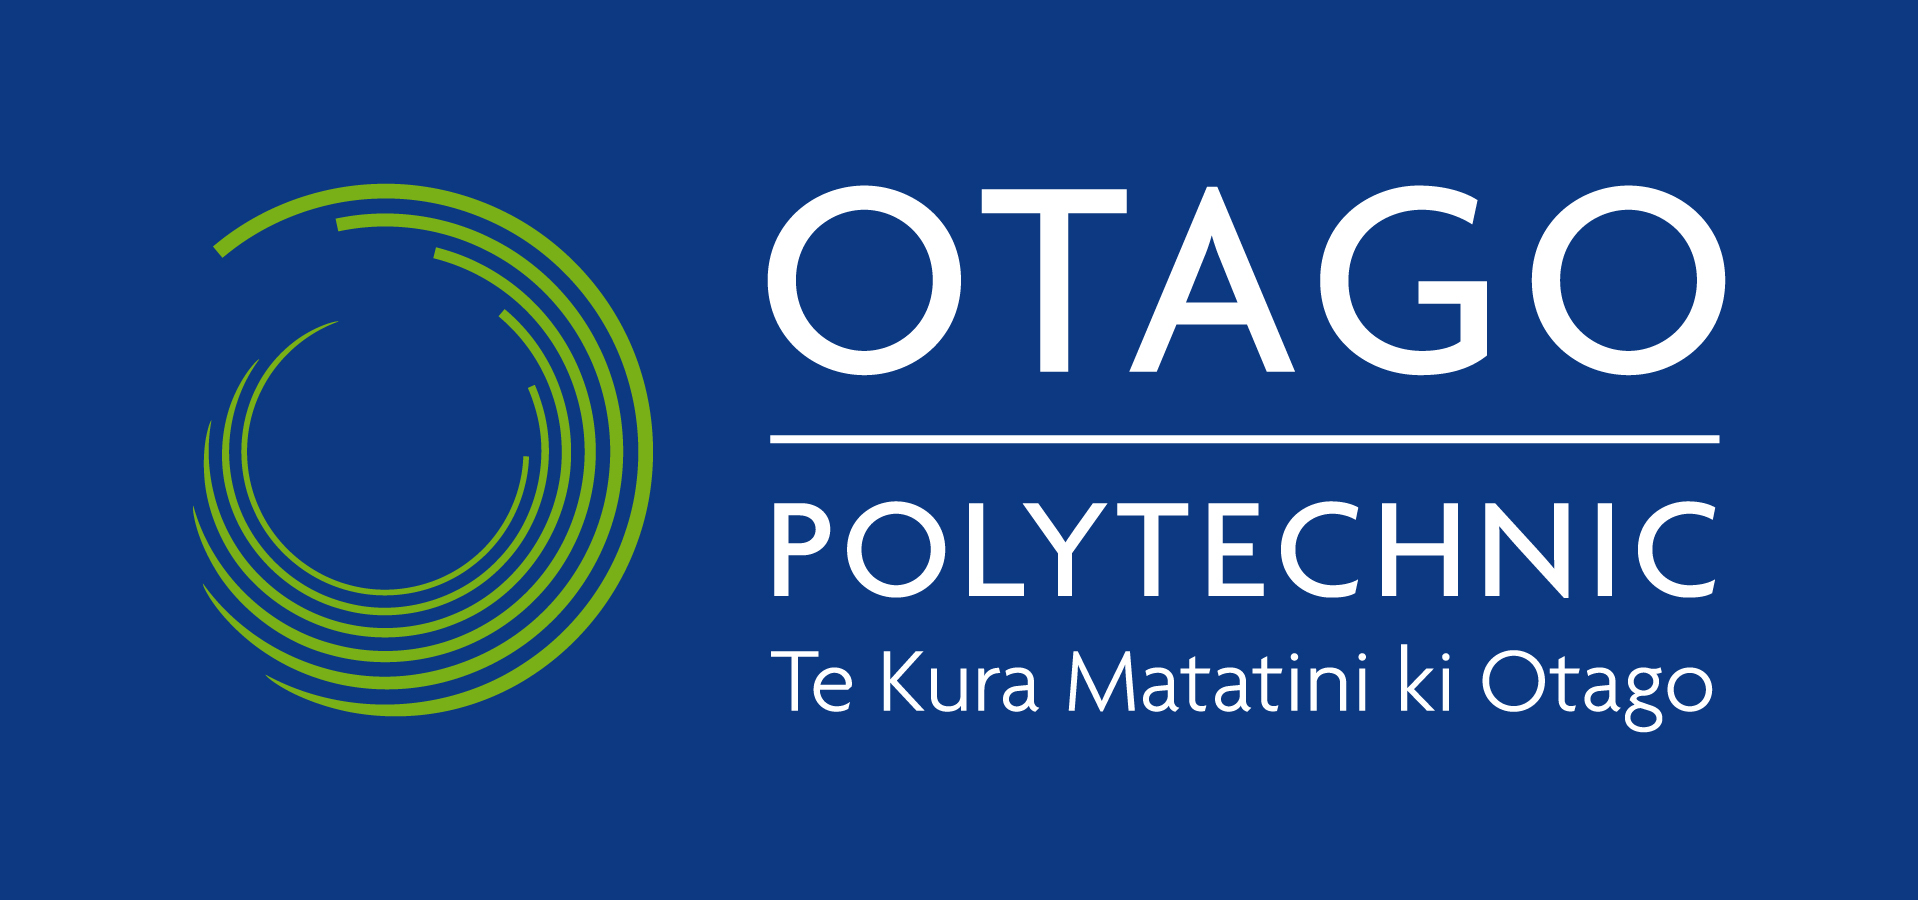 OTAGO
POLYTECHNIC
Te Kura Matatini ki Otago